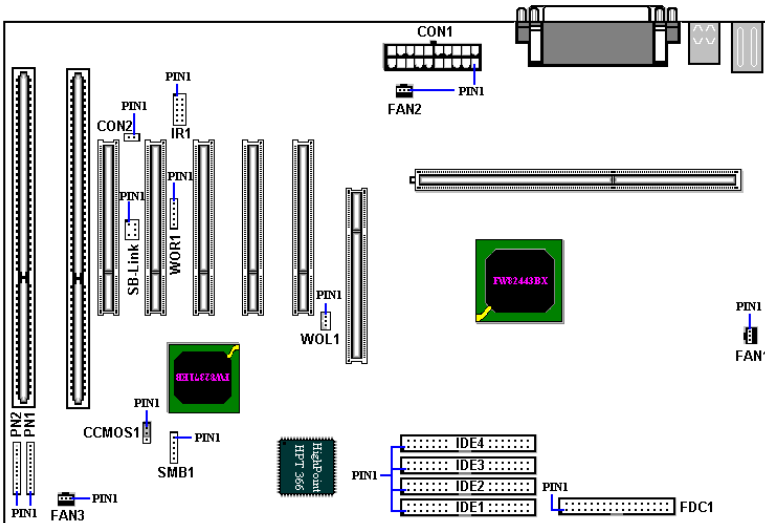 CON1
PIN1
FAN2
PIN1
PIN1
CON2
IR1
PIN1
PIN1
SB-Link
WOR1
PIN1
WOL1
FW82443BX
PIN1
FAN1
FW82371EB
PN2
PN1
PIN1
CCMOS1
PIN1
SMB1
HighPoint
HPT 366
IDE4
IDE3
PIN1
IDE2
IDE1
PIN1
FDC1
PIN1
FAN3
PIN1